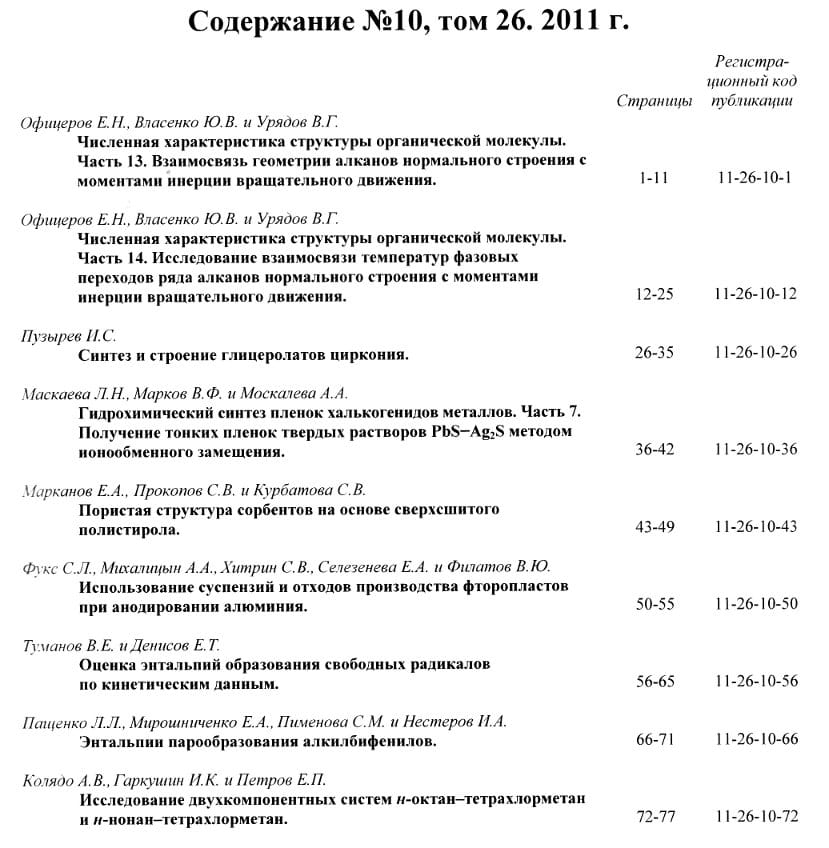 Содержание №10, том 26. 2011 г.
Регистра-
ционный код
Страницы публикации
Офицеров Е.Н., Власенко Ю.В. и Урядов В.Г.
Численная характеристика структуры органической молекулы.
Часть 13. Взаимосвязь геометрии алканов нормального строения с
моментами инерции вращательного движения. 1-11 11-26-10-1
Офицеров Е.Н., Власенко Ю.В. и Урядов В.Г.
Численная характеристика структуры органической молекулы.
Часть 14. Исследование взаимосвязи температур фазовых
переходов ряда алканов нормального строения с моментами
инерции вращательного движения. 12-25 11-26-10-12
Пузырев И.С.
Синтез и строение глицеролатов циркония. 26-35 11-26-10-26
Маскаева Л.Н., Марков В.Ф. и Москалева А.А.
Гидрохимический синтез пленок халькогенидов металлов. Часть 7.
Получение тонких пленок твердых растворов PbS−Ag₂S методом
ионообменного замещения. 36-42 11-26-10-36
Марканов Е.А., Прокопов С.В. и Курбатова С.В.
Пористая структура сорбентов на основе сверхсшитого
полистирола. 43-49 11-26-10-43
Фукс С.Л., Михалицын А.А., Хитрин С.В., Селезенева Е.А. и Филатов В.Ю.
Использование суспензий и отходов производства фторопластов
при анодировании алюминия. 50-55 11-26-10-50
Туманов В.Е. и Денисов Е.Т.
Оценка энтальпий образования свободных радикалов
по кинетическим данным. 56-65 11-26-10-56
Пащенко Л.Л., Мирошниченко Е.А., Пименова С.М. и Нестеров И.А.
Энтальпии парообразования алкилбифенилов. 66-71 11-26-10-66
Колядо А.В., Гаркушин И.К. и Петров Е.П.
Исследование двухкомпонентных систем н-октан–тетрахлорметан
и н-нонан–тетрахлорметан. 72-77 11-26-10-72